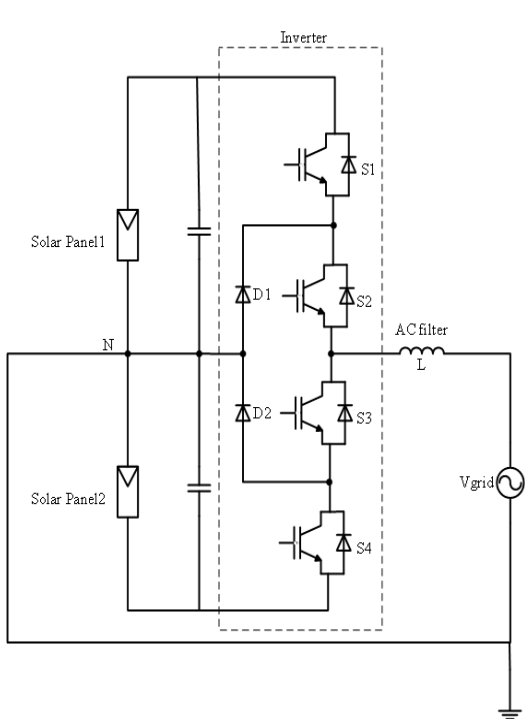 Inverter
S1
Solar Panel1
D1
S2
AC filter
N
L
D2
S3
Vgrid
Solar Panel2
S4